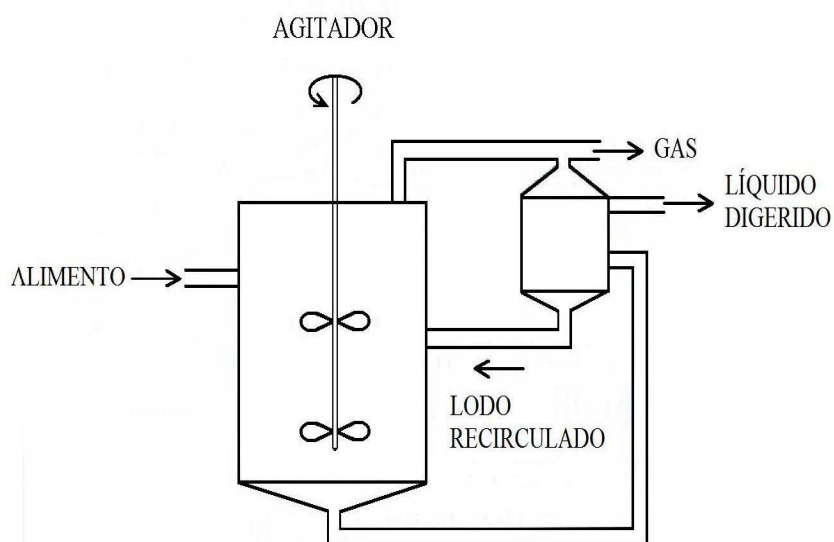 AGITADOR
GAS
LÍQUIDO
DIGERIDO
ALIMENTO
LODO
RECIRCULADO